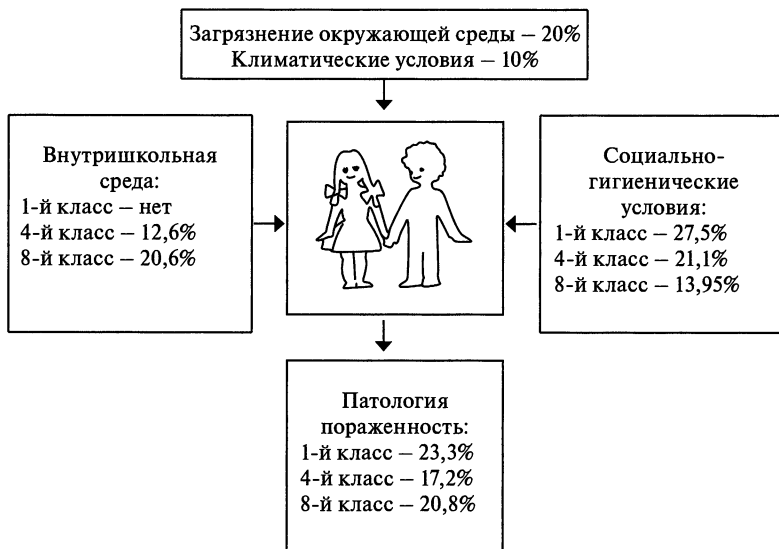 Загрязнение окружающей среды – 20%
Климатические условия – 10%
Внутришкольная
среда:
1-й класс – нет
4-й класс – 12,6%
8-й класс – 20,6%
Социально-
гигиенические
условия:
1-й класс – 27,5%
4-й класс – 21,1%
8-й класс – 13,95%
Патология
пораженность:
1-й класс – 23,3%
4-й класс – 17,2%
8-й класс – 20,8%